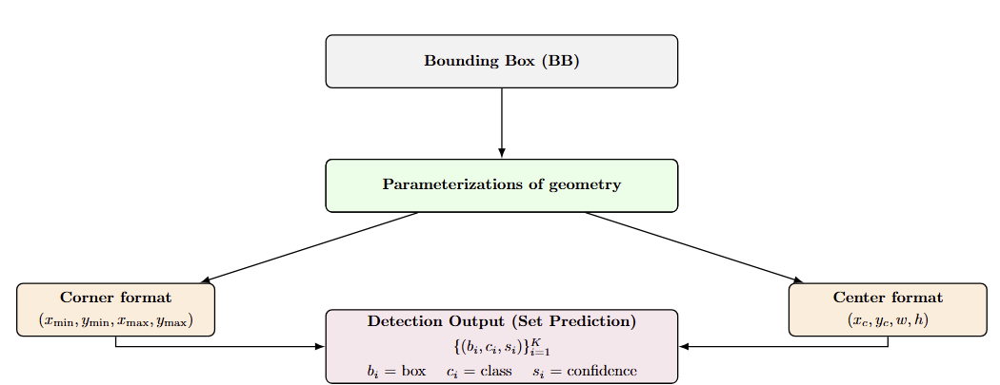 Bounding Box (BB)
Parameterizations of geometry
Corner format
(x_min, y_min, x_max, y_max)
Center format
(x_c, y_c, w, h)
Detection Output (Set Prediction)
{(b_i, c_i, s_i)}_{i=1}^K
b_i = box c_i = class s_i = confidence